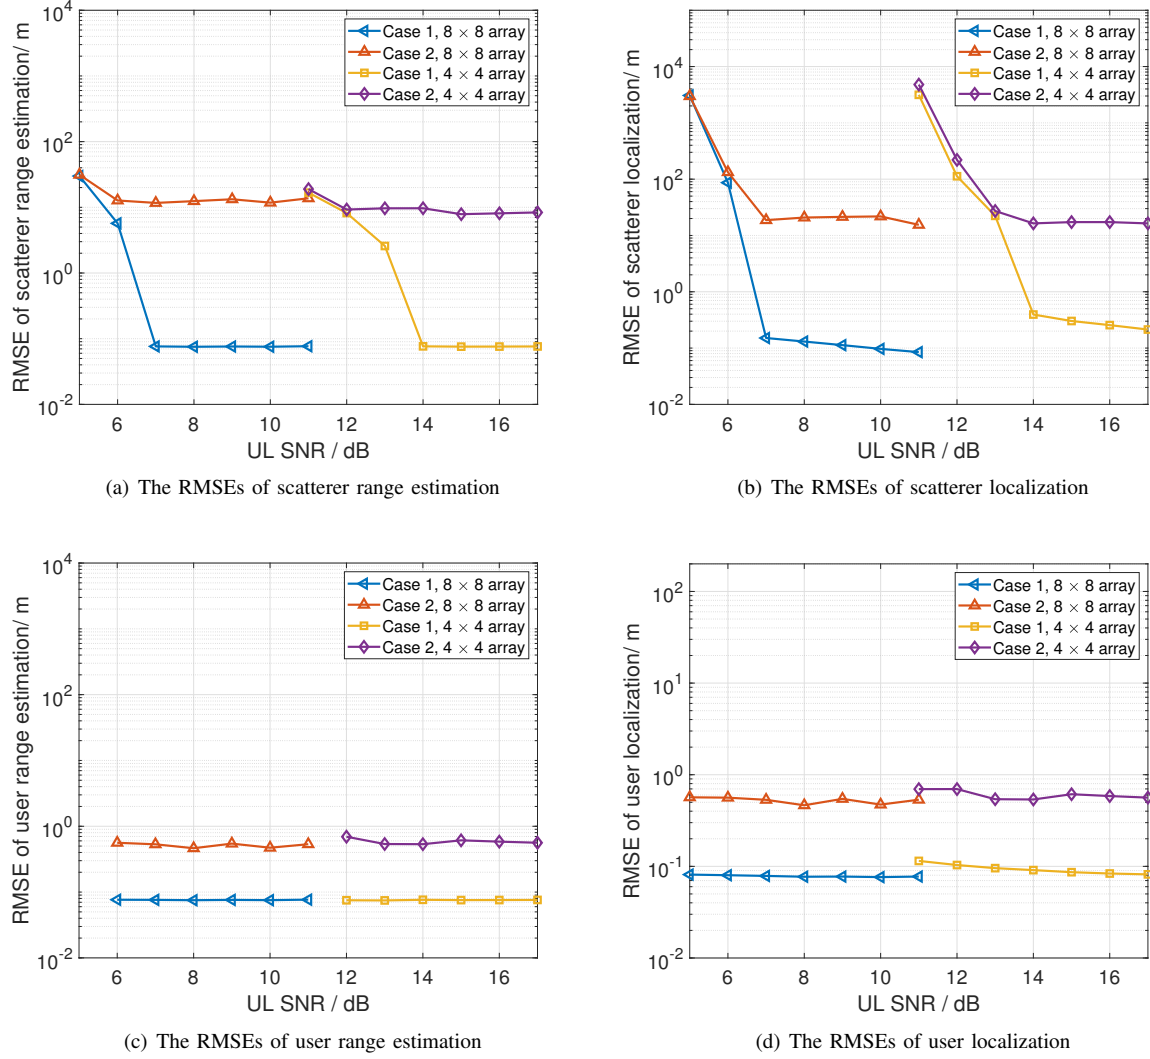 RMSE of scatterer range estimation/ m
10^4
10^2
10^0
10^-2
Case 1, 8 × 8 array
Case 2, 8 × 8 array
Case 1, 4 × 4 array
Case 2, 4 × 4 array
6 8 10 12 14 16
UL SNR / dB
(a) The RMSEs of scatterer range estimation
RMSE of scatterer localization/ m
10^4
10^2
10^0
10^-2
Case 1, 8 × 8 array
Case 2, 8 × 8 array
Case 1, 4 × 4 array
Case 2, 4 × 4 array
6 8 10 12 14 16
UL SNR / dB
(b) The RMSEs of scatterer localization
RMSE of user range estimation/ m
10^4
10^2
10^0
10^-2
Case 1, 8 × 8 array
Case 2, 8 × 8 array
Case 1, 4 × 4 array
Case 2, 4 × 4 array
6 8 10 12 14 16
UL SNR / dB
(c) The RMSEs of user range estimation
RMSE of user localization/ m
10^2
10^1
10^0
10^-1
10^-2
Case 1, 8 × 8 array
Case 2, 8 × 8 array
Case 1, 4 × 4 array
Case 2, 4 × 4 array
6 8 10 12 14 16
UL SNR / dB
(d) The RMSEs of user localization